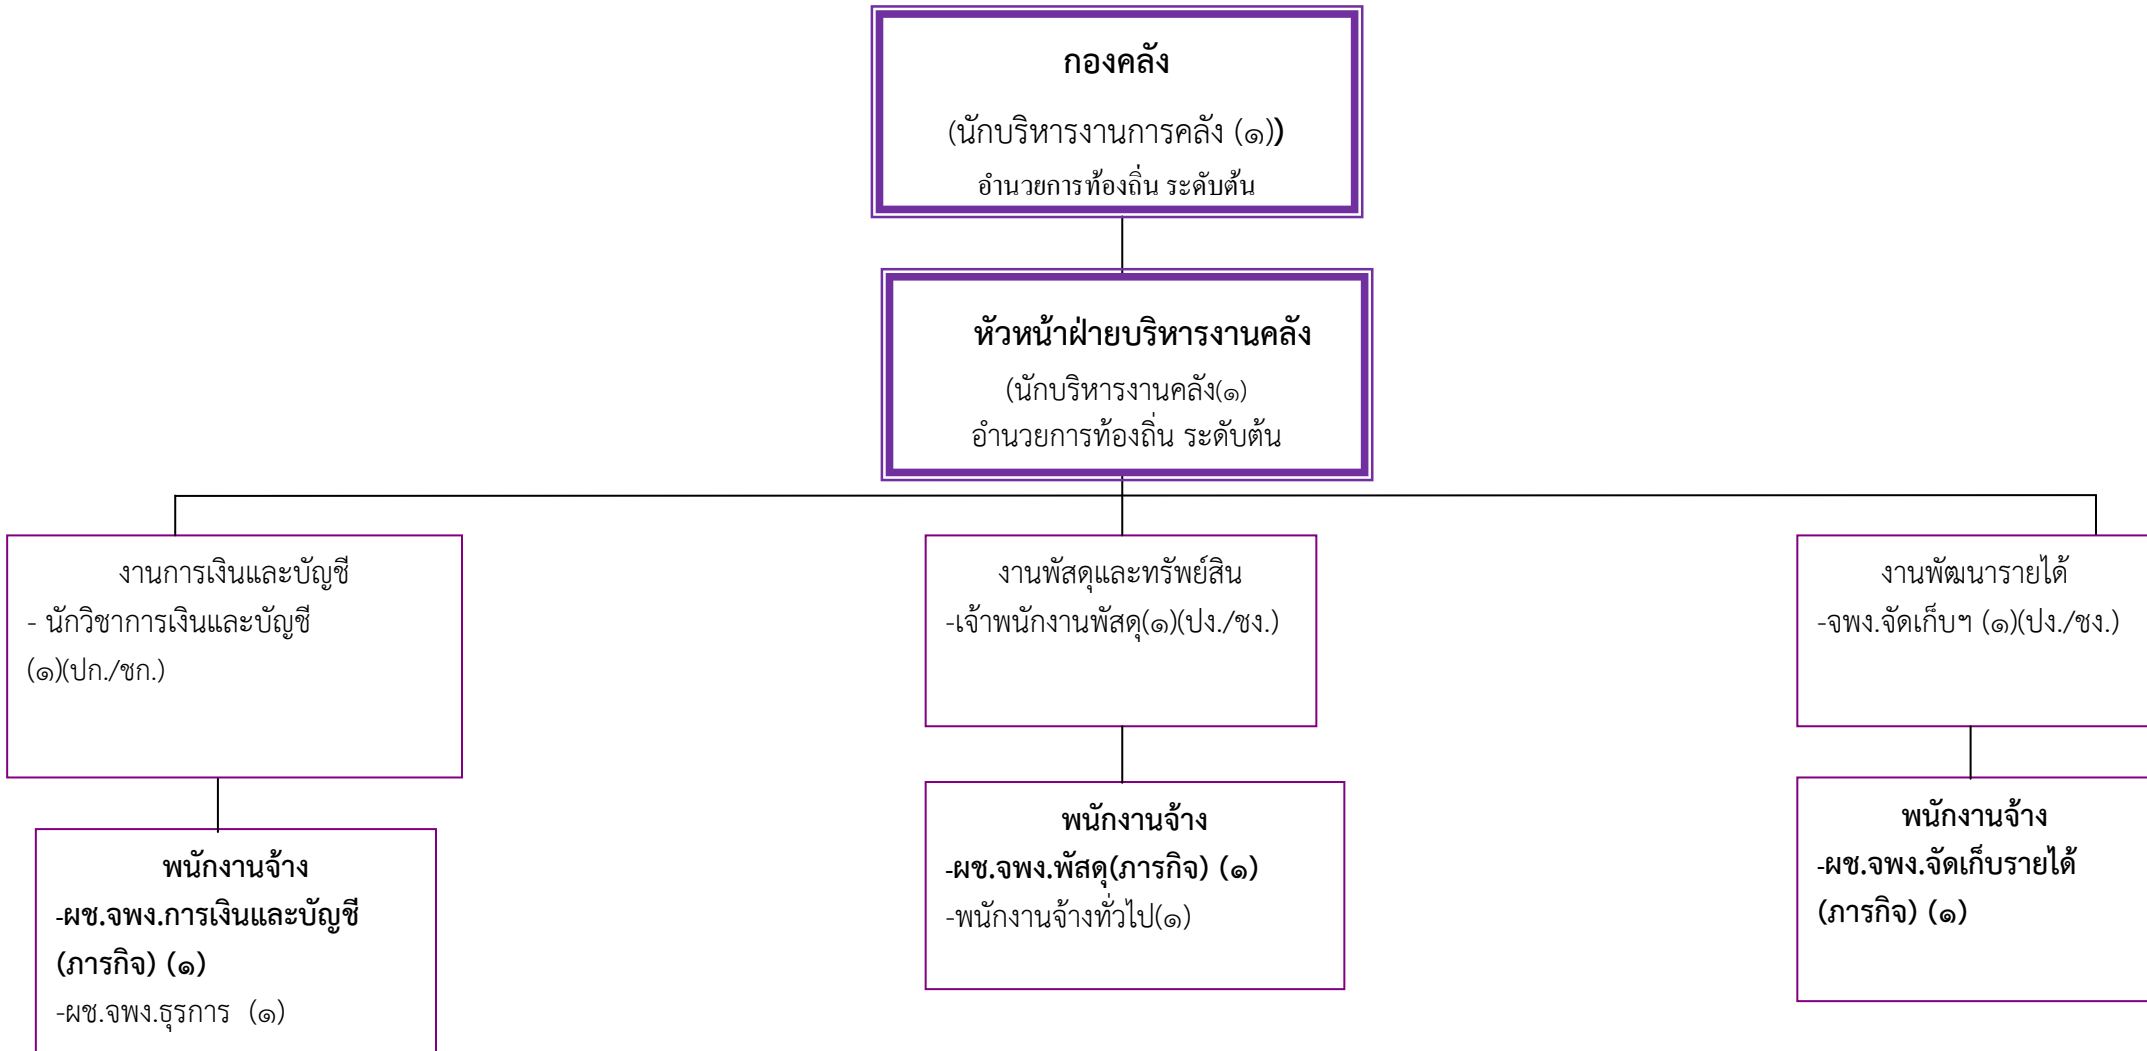 กองคลัง
(นักบริหารงานการคลัง (๑))
อำนวยการท้องถิ่น ระดับต้น
หัวหน้าฝ่ายบริหารงานคลัง
(นักบริหารงานคลัง(๑)
อำนวยการท้องถิ่น ระดับต้น
งานการเงินและบัญชี
- นักวิชาการเงินและบัญชี
(๑)(ปก./ชก.)
งานพัสดุและทรัพย์สิน
-เจ้าพนักงานพัสดุ(๑)(ปง./ชง.)
งานพัฒนารายได้
-จพง.จัดเก็บฯ (๑)(ปง./ชง.)
พนักงานจ้าง
-ผช.จพง.การเงินและบัญชี
(ภารกิจ) (๑)
-ผช.จพง.ธุรการ (๑)
พนักงานจ้าง
-ผช.จพง.พัสดุ(ภารกิจ) (๑)
-พนักงานจ้างทั่วไป(๑)
พนักงานจ้าง
-ผช.จพง.จัดเก็บรายได้
(ภารกิจ) (๑)